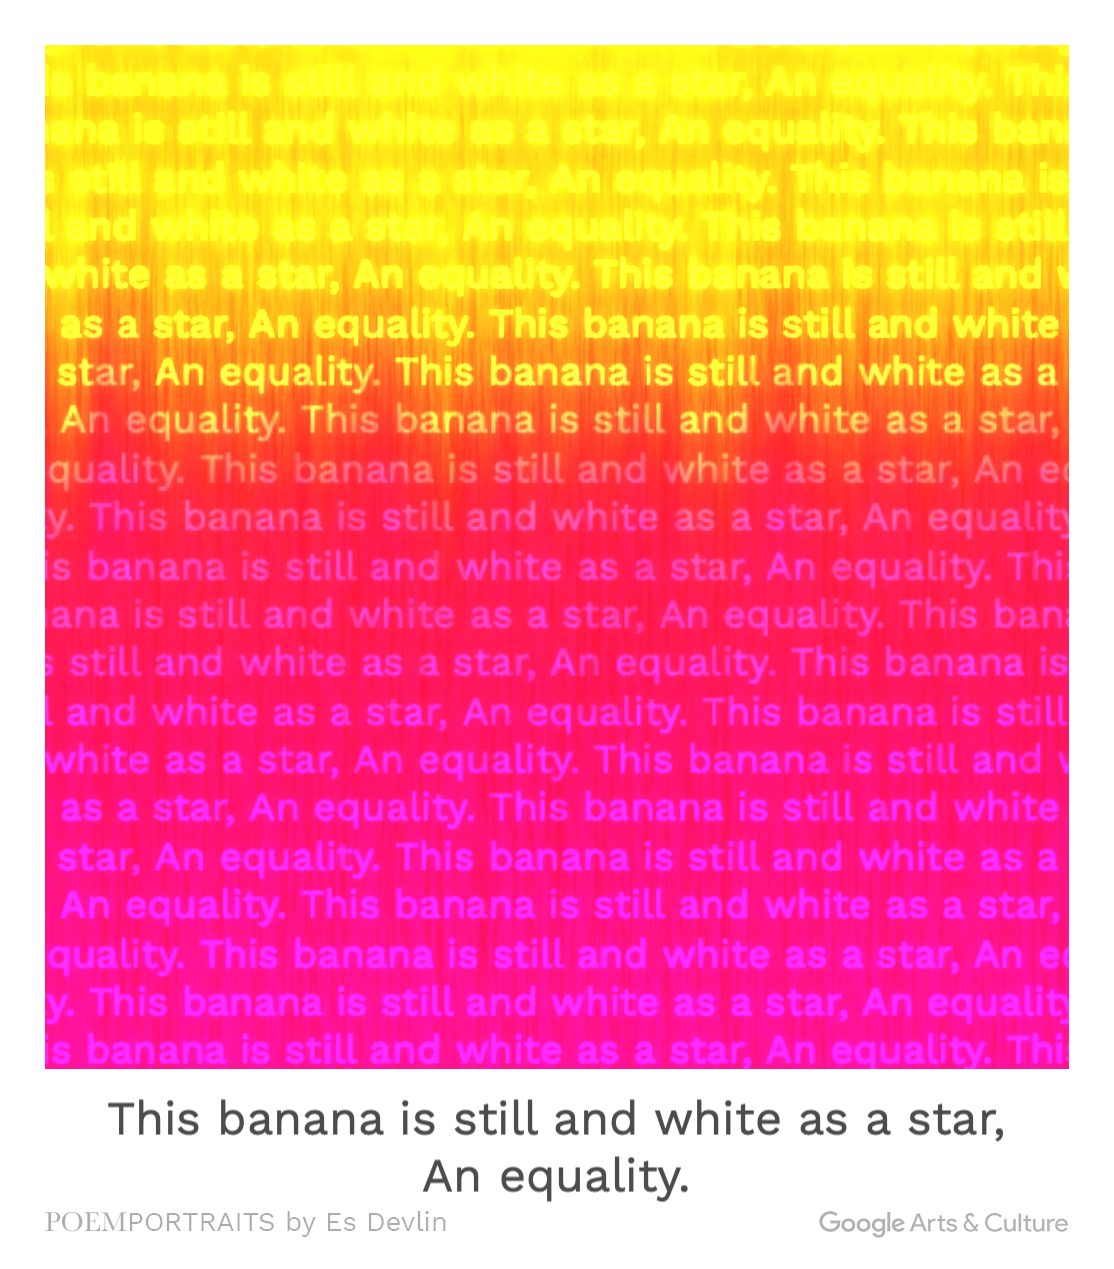 s banana is still and white as a star, An equality. Thi
ana is still and white as a star, An equality. This ban
s still and white as a star, An equality. This banana is
l and white as a star, An equality. This banana is still
white as a star, An equality. This banana is still and w
as a star, An equality. This banana is still and white
star, An equality. This banana is still and white as a
An equality. This banana is still and white as a star,
quality. This banana is still and white as a star, An eq
y. This banana is still and white as a star, An equality
is banana is still and white as a star, An equality. Thi
nana is still and white as a star, An equality. This bana
s still and white as a star, An equality. This banana is
l and white as a star, An equality. This banana is still
white as a star, An equality. This banana is still and w
as a star, An equality. This banana is still and white
star, An equality. This banana is still and white as a
An equality. This banana is still and white as a star,
quality. This banana is still and white as a star, An eq
y. This banana is still and white as a star, An equality
is banana is still and white as a star, An equality. Thi
This banana is still and white as a star,
An equality.
POEMPORTRAITS by Es Devlin
Google Arts & Culture